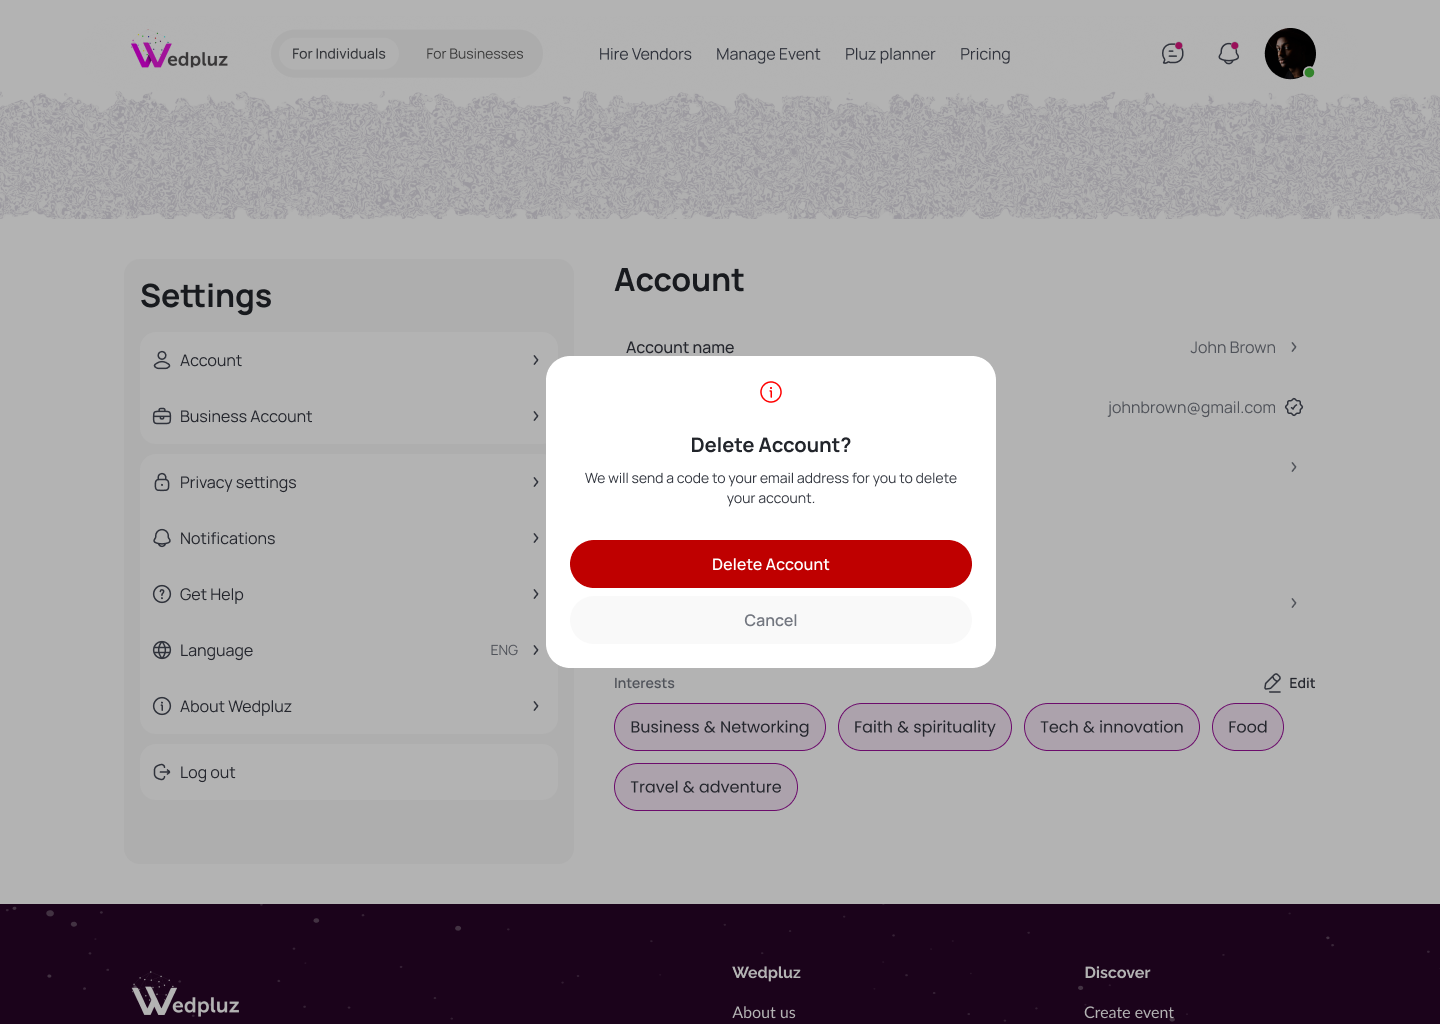 Wedpluz
For Individuals
For Businesses
Hire Vendors
Manage Event
Pluz planner
Pricing
Settings
Account
Business Account
Privacy settings
Notifications
Get Help
Language
ENG
About Wedpluz
Log out
Account
Account name
John Brown
johnbrown@gmail.com
Delete Account?
We will send a code to your email address for you to delete
your account.
Delete Account
Cancel
Interests
Edit
Business & Networking
Faith & spirituality
Tech & innovation
Food
Travel & adventure
Wedpluz
Wedpluz
About us
Discover
Create event